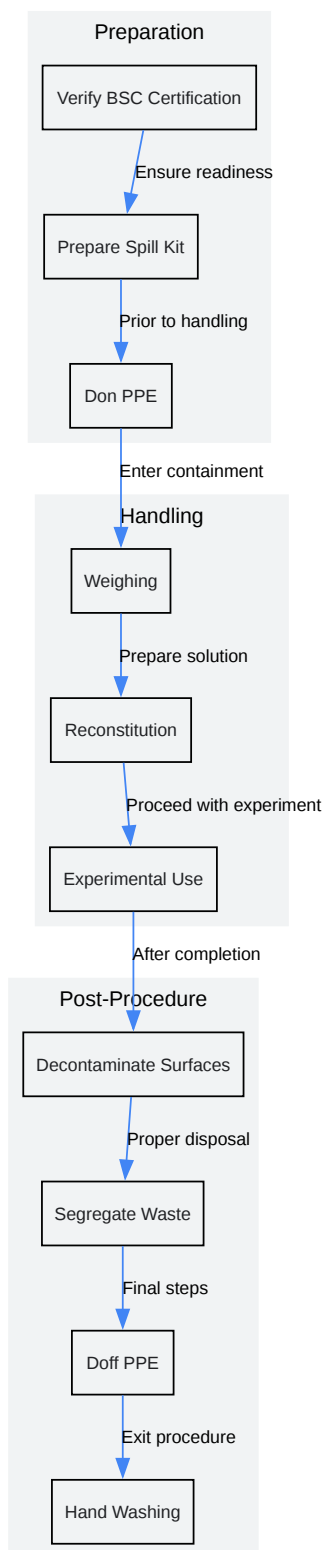 Preparation
Verify BSC Certification
Ensure readiness
Prepare Spill Kit
Prior to handling
Don PPE
Enter containment
Handling
Weighing
Prepare solution
Reconstitution
Proceed with experiment
Experimental Use
After completion
Post-Procedure
Decontaminate Surfaces
Proper disposal
Segregate Waste
Final steps
Doff PPE
Exit procedure
Hand Washing